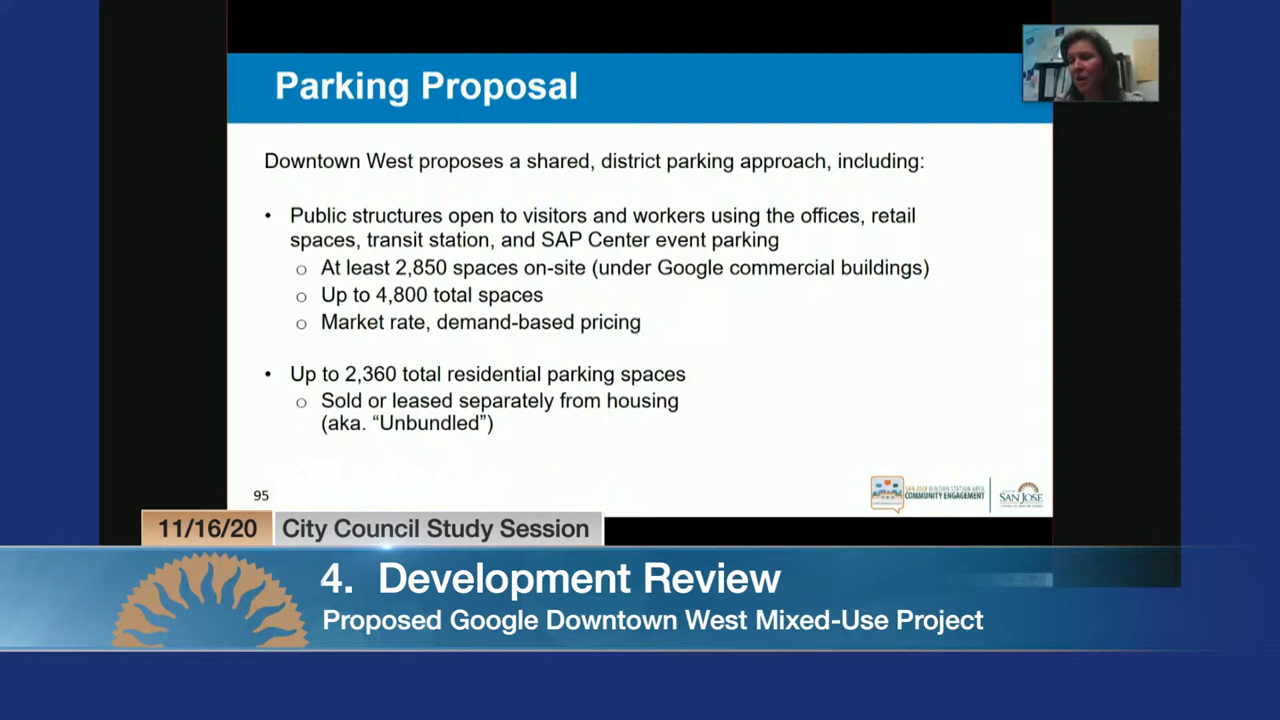 Parking Proposal
Downtown West proposes a shared, district parking approach, including:
• Public structures open to visitors and workers using the offices, retail
spaces, transit station, and SAP Center event parking
o At least 2,850 spaces on-site (under Google commercial buildings)
o Up to 4,800 total spaces
o Market rate, demand-based pricing
• Up to 2,360 total residential parking spaces
o Sold or leased separately from housing
(aka. “Unbundled”)
95
COMMUNITY ENGAGEMENT
SAN JOSE
11/16/20 City Council Study Session
4. Development Review
Proposed Google Downtown West Mixed-Use Project